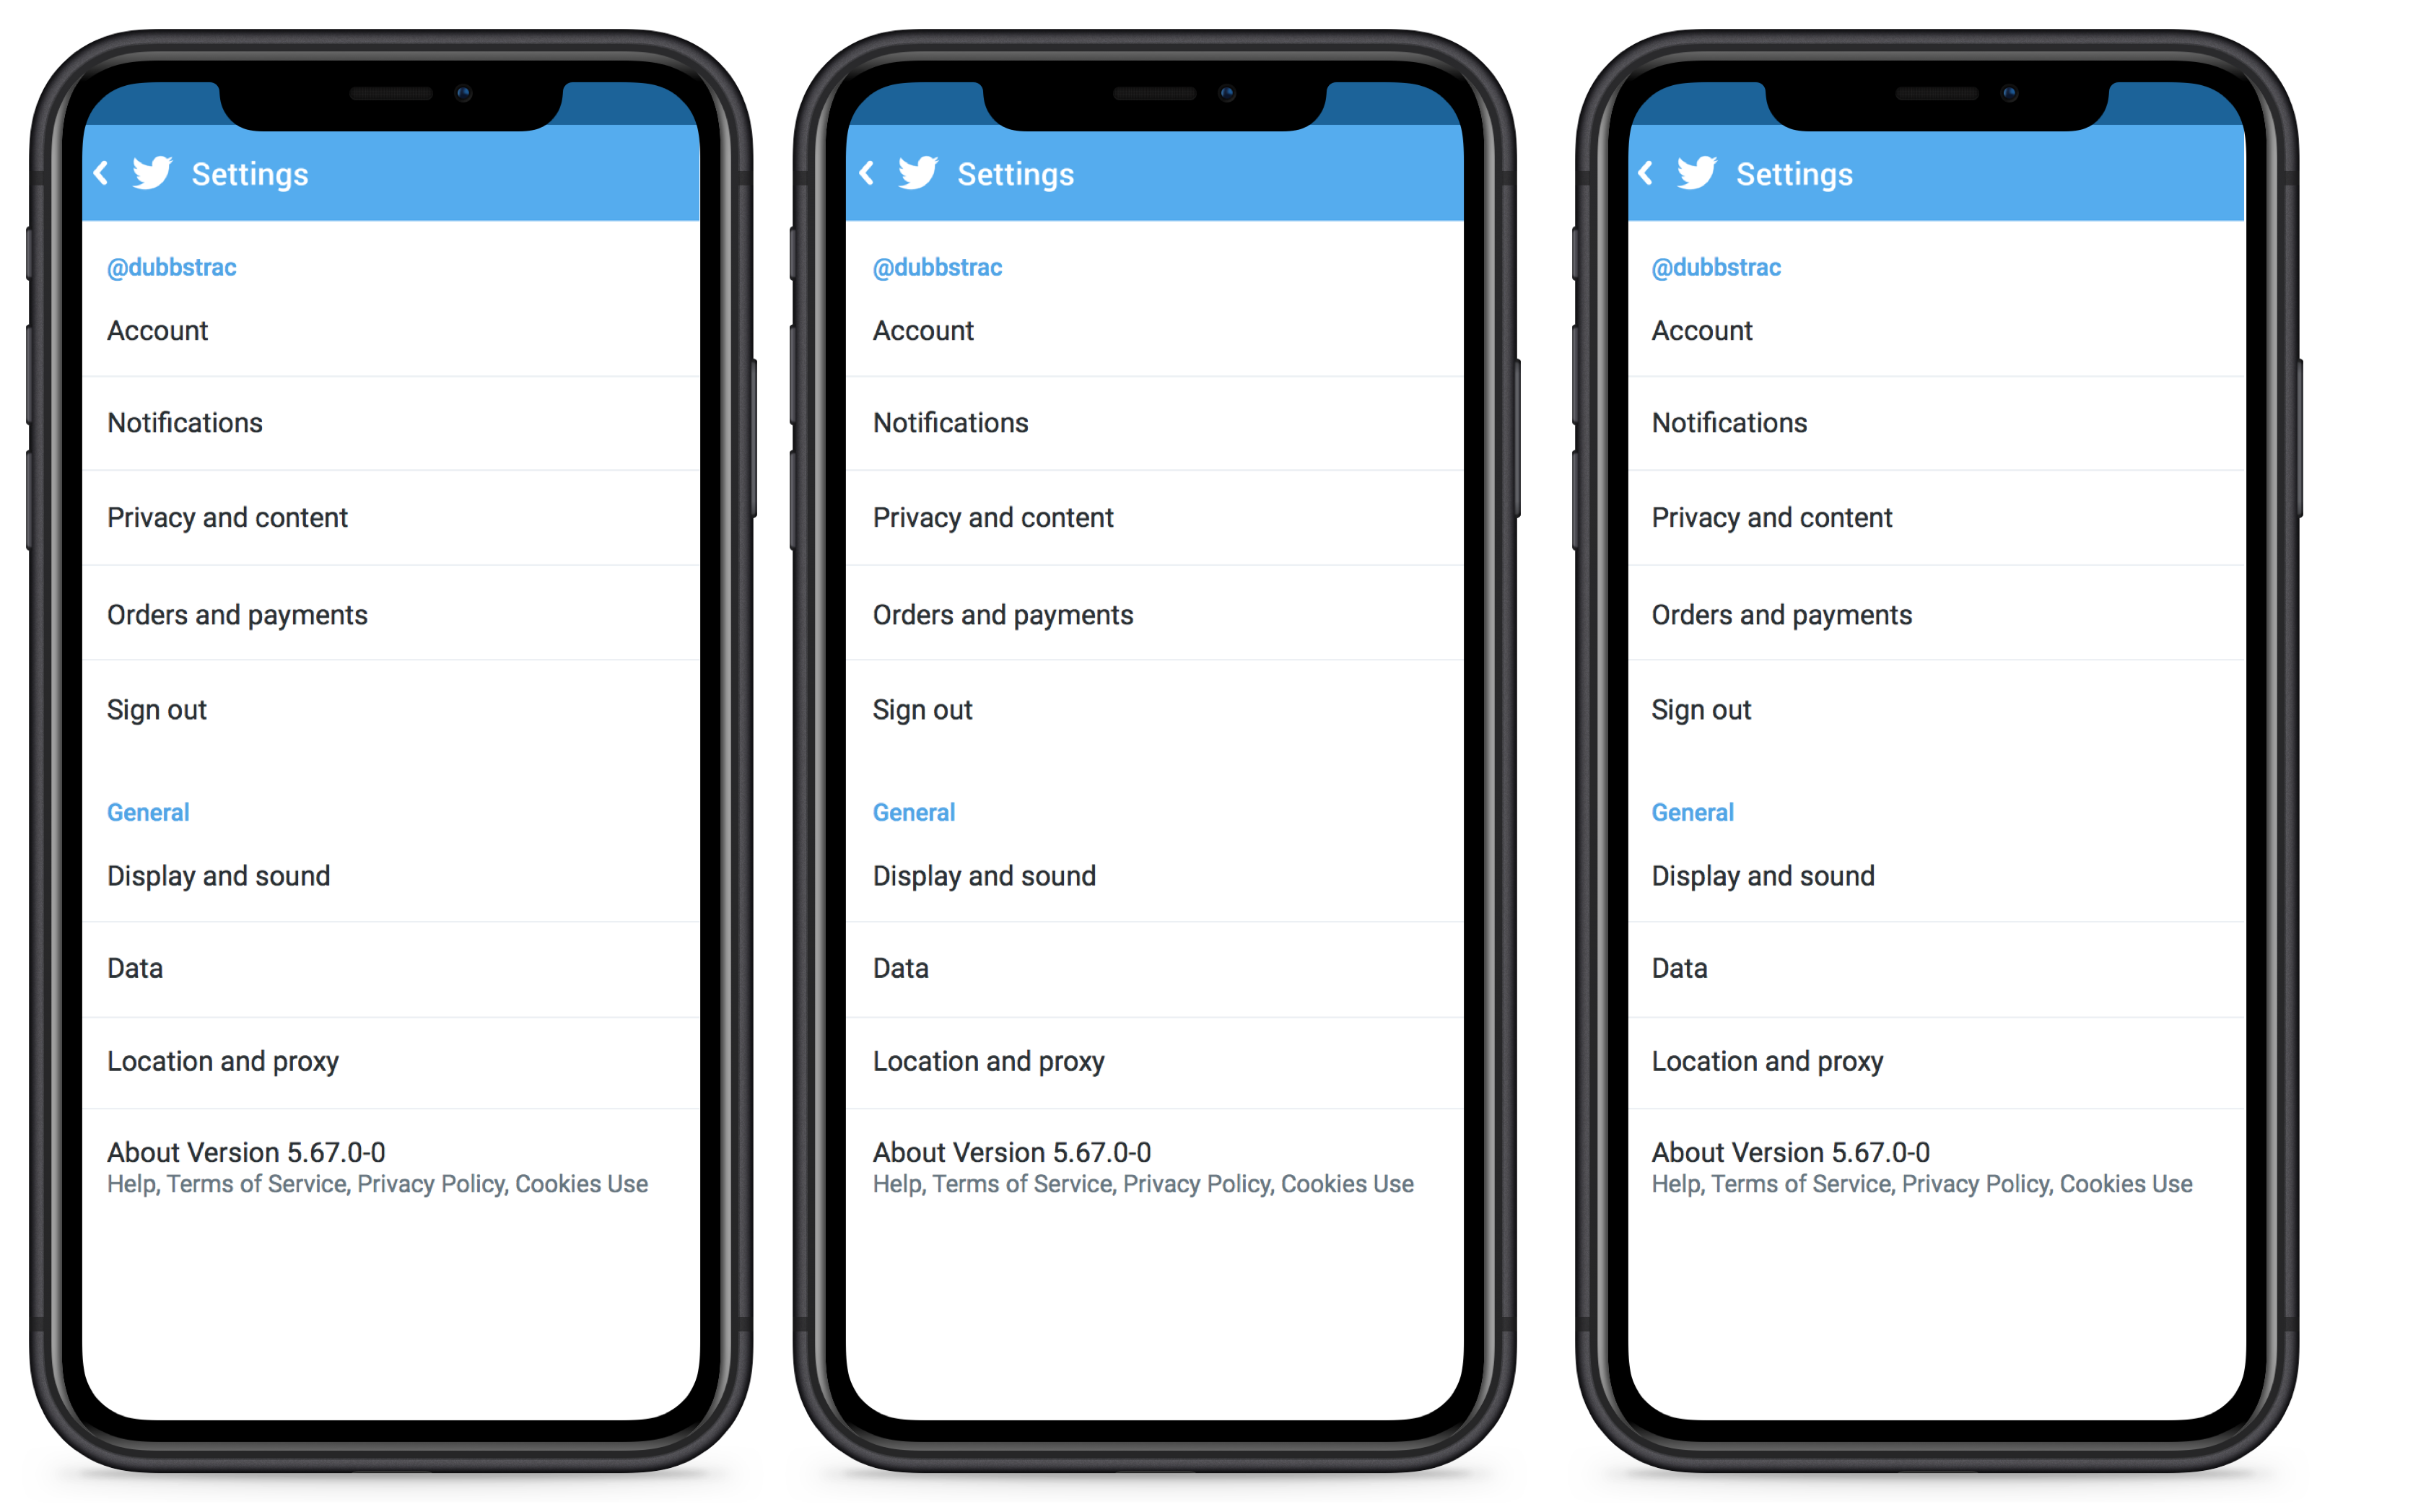 Settings
@dubbstrac
Account
Notifications
Privacy and content
Orders and payments
Sign out
General
Display and sound
Data
Location and proxy
About Version 5.67.0-0
Help, Terms of Service, Privacy Policy, Cookies Use
Settings
@dubbstrac
Account
Notifications
Privacy and content
Orders and payments
Sign out
General
Display and sound
Data
Location and proxy
About Version 5.67.0-0
Help, Terms of Service, Privacy Policy, Cookies Use
Settings
@dubbstrac
Account
Notifications
Privacy and content
Orders and payments
Sign out
General
Display and sound
Data
Location and proxy
About Version 5.67.0-0
Help, Terms of Service, Privacy Policy, Cookies Use